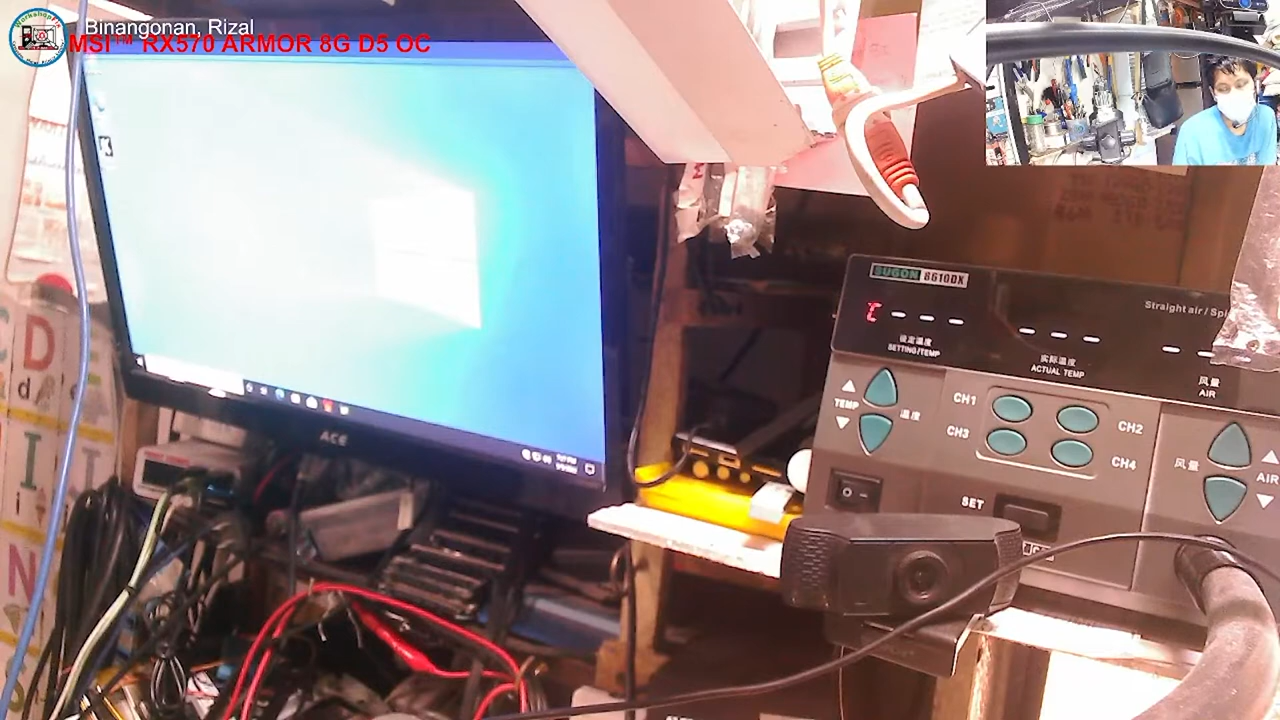 Binangonan, Rizal
MSI™ RX570 ARMOR 8G D5 OC
ACE
SUGON 8610DX
Straight air / Spi
设定温度
SETTING/TEMP
实际温度
ACTUAL TEMP
风量
AIR
TEMP
温度
CH1
CH2
CH3
CH4
风量
AIR
SET
D
I
N